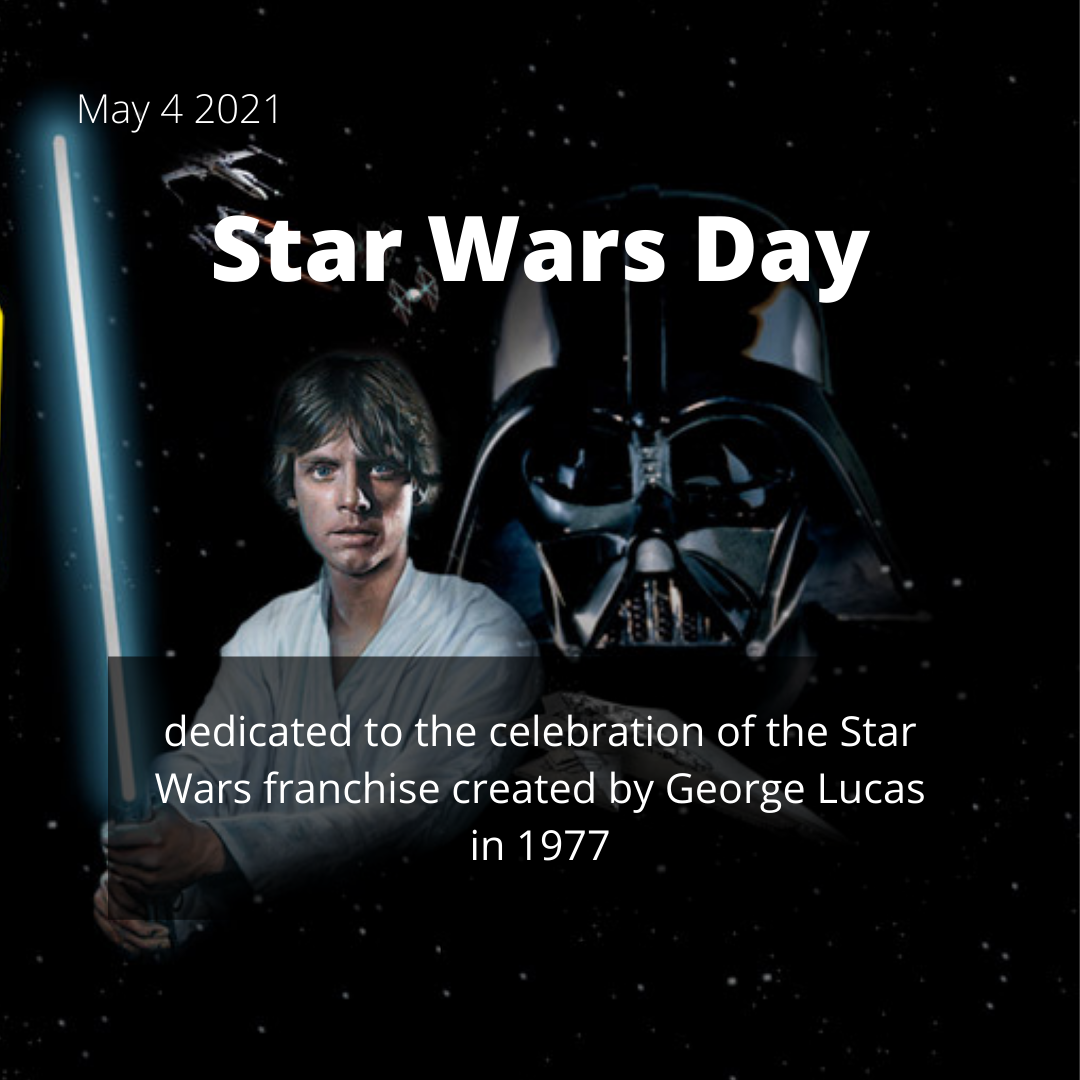 May 4 2021
Star Wars Day
dedicated to the celebration of the Star
Wars franchise created by George Lucas
in 1977